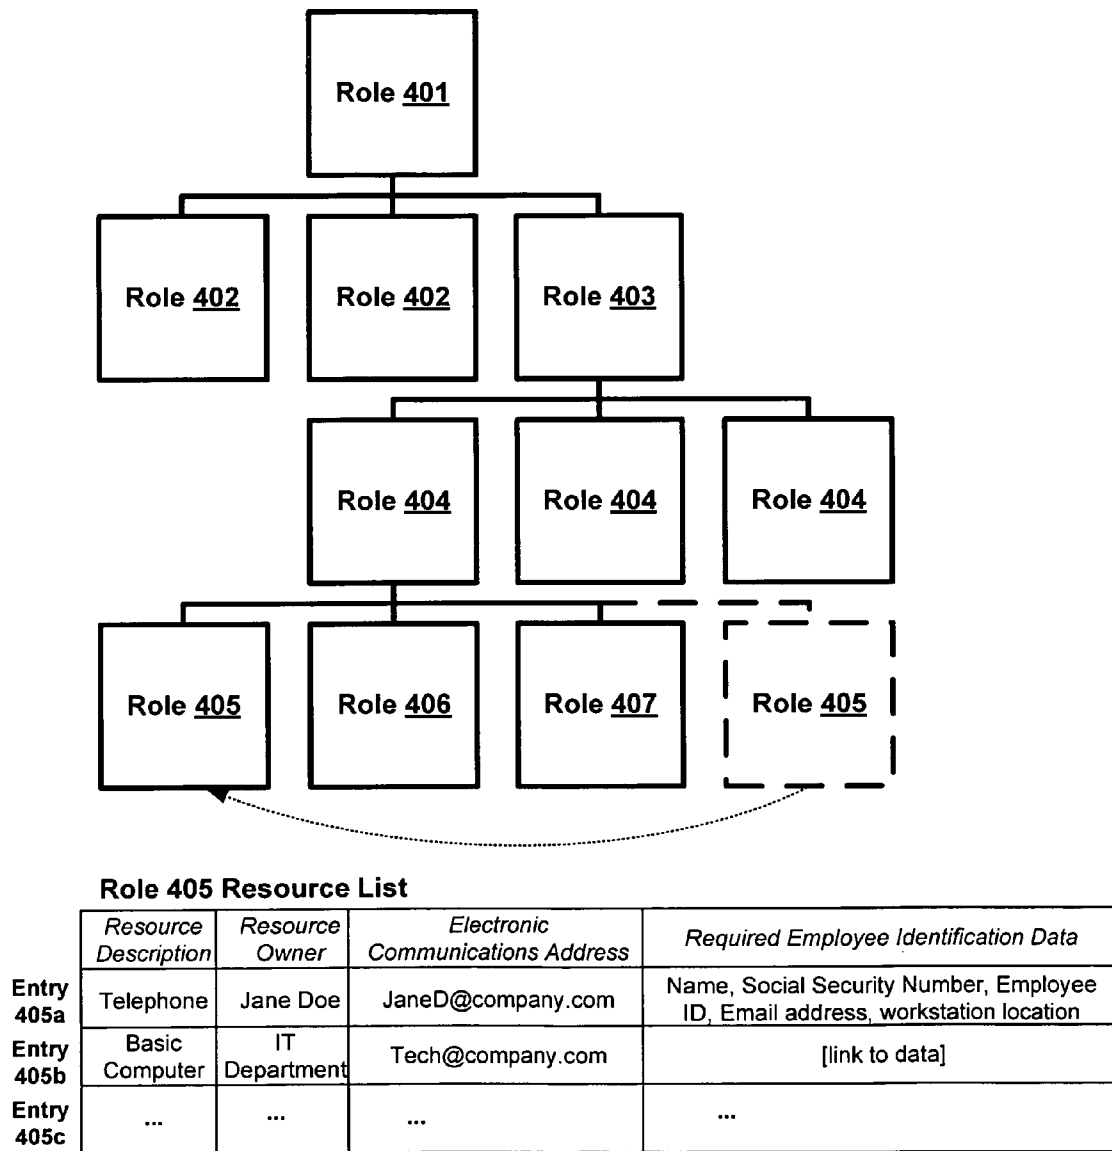 Role 401
Role 402
Role 402
Role 403
Role 404
Role 404
Role 404
Role 405
Role 406
Role 407
Role 405
Role 405 Resource List
Resource Description
Resource Owner
Electronic Communications Address
Required Employee Identification Data
Entry 405a
Telephone
Jane Doe
JaneD@company.com
Name, Social Security Number, Employee
ID, Email address, workstation location
Entry 405b
Basic Computer
IT Department
Tech@company.com
[link to data]
Entry 405c
...
...
...
...